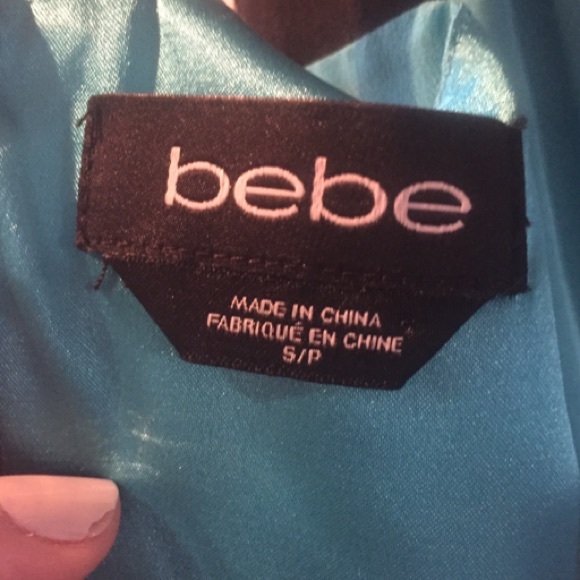 bebe
MADE IN CHINA
FABRIQUÉ EN CHINE
S/P